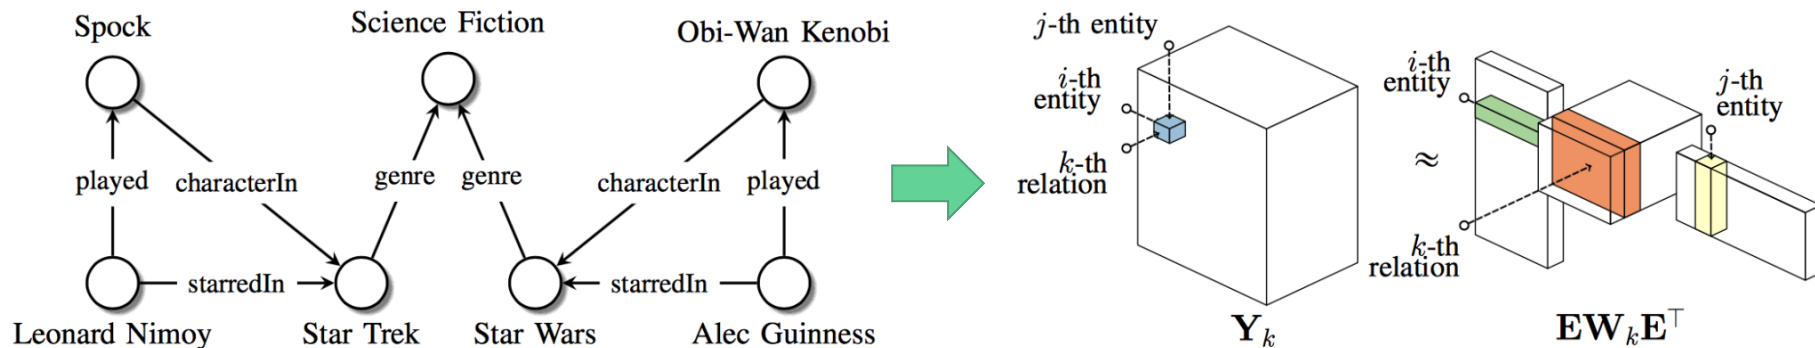 Spock
Science Fiction
Obi-Wan Kenobi
played
characterIn
genre
genre
characterIn
played
starredIn
starredIn
Leonard Nimoy
Star Trek
Star Wars
Alec Guinness
j-th entity
i-th
entity
k-th
relation
Y_k
≈
i-th
entity
j-th
entity
k-th
relation
EW_kE^⊤